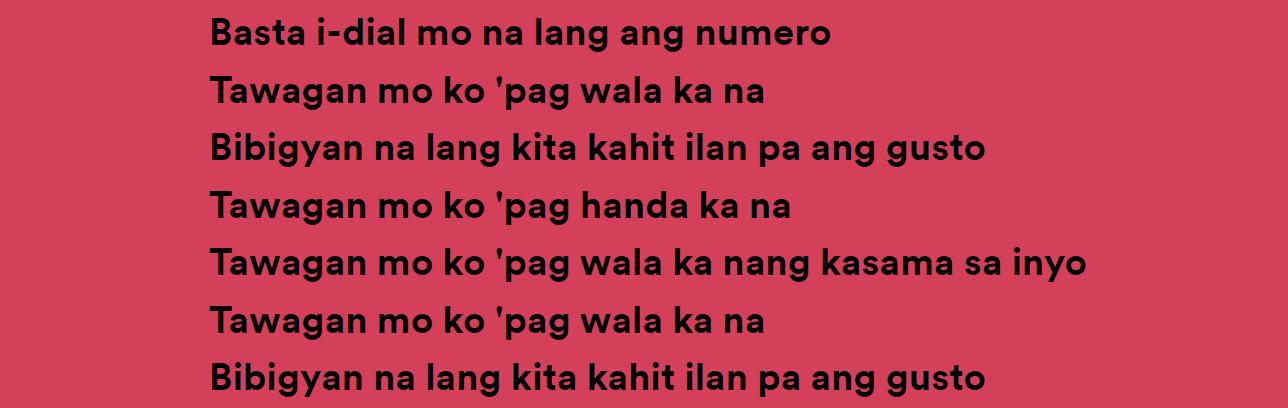 Basta i-dial mo na lang ang numero
Tawagan mo ko 'pag wala ka na
Bibigyan na lang kita kahit ilan pa ang gusto
Tawagan mo ko 'pag handa ka na
Tawagan mo ko 'pag wala ka nang kasama sa inyo
Tawagan mo ko 'pag wala ka na
Bibigyan na lang kita kahit ilan pa ang gusto